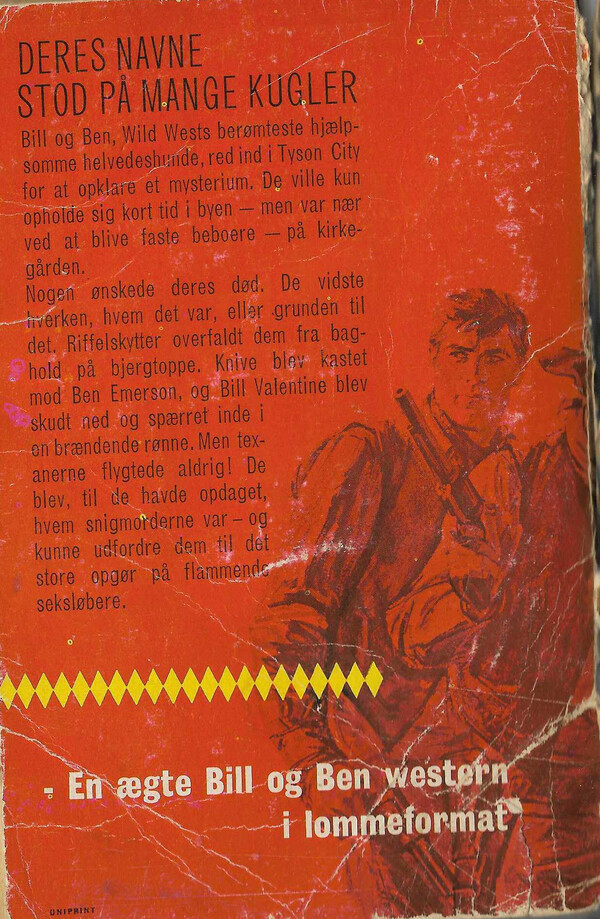 DERES NAVNE
STOD PÅ MANGE KUGLER
Bill og Ben, Wild Wests berømteste hjælp-
somme helvedeshunde, red ind i Tyson City
for at opklare et mysterium. De ville kun
opholde sig kort tid i byen – men var nær
ved at blive faste beboere – på kirke-
gården.
Nogen ønskede deres død. De vidste
hverken, hvem det var, eller grunden til
det. Riffelskytter overfaldt dem fra bag-
hold på bjergtoppe. Knive blev kastet
mod Ben Emerson, og Bill Valentine blev
skudt ned og spærret inde i
en brændende rønne. Men tex-
anerne flygtede aldrig! De
blev, til de havde opdaget,
hvem snigmorderne var – og
kunne udfordre dem til det
store opgør på flammende
seksløbere.
- En ægte Bill og Ben western
i lommeformat
UNIPRINT